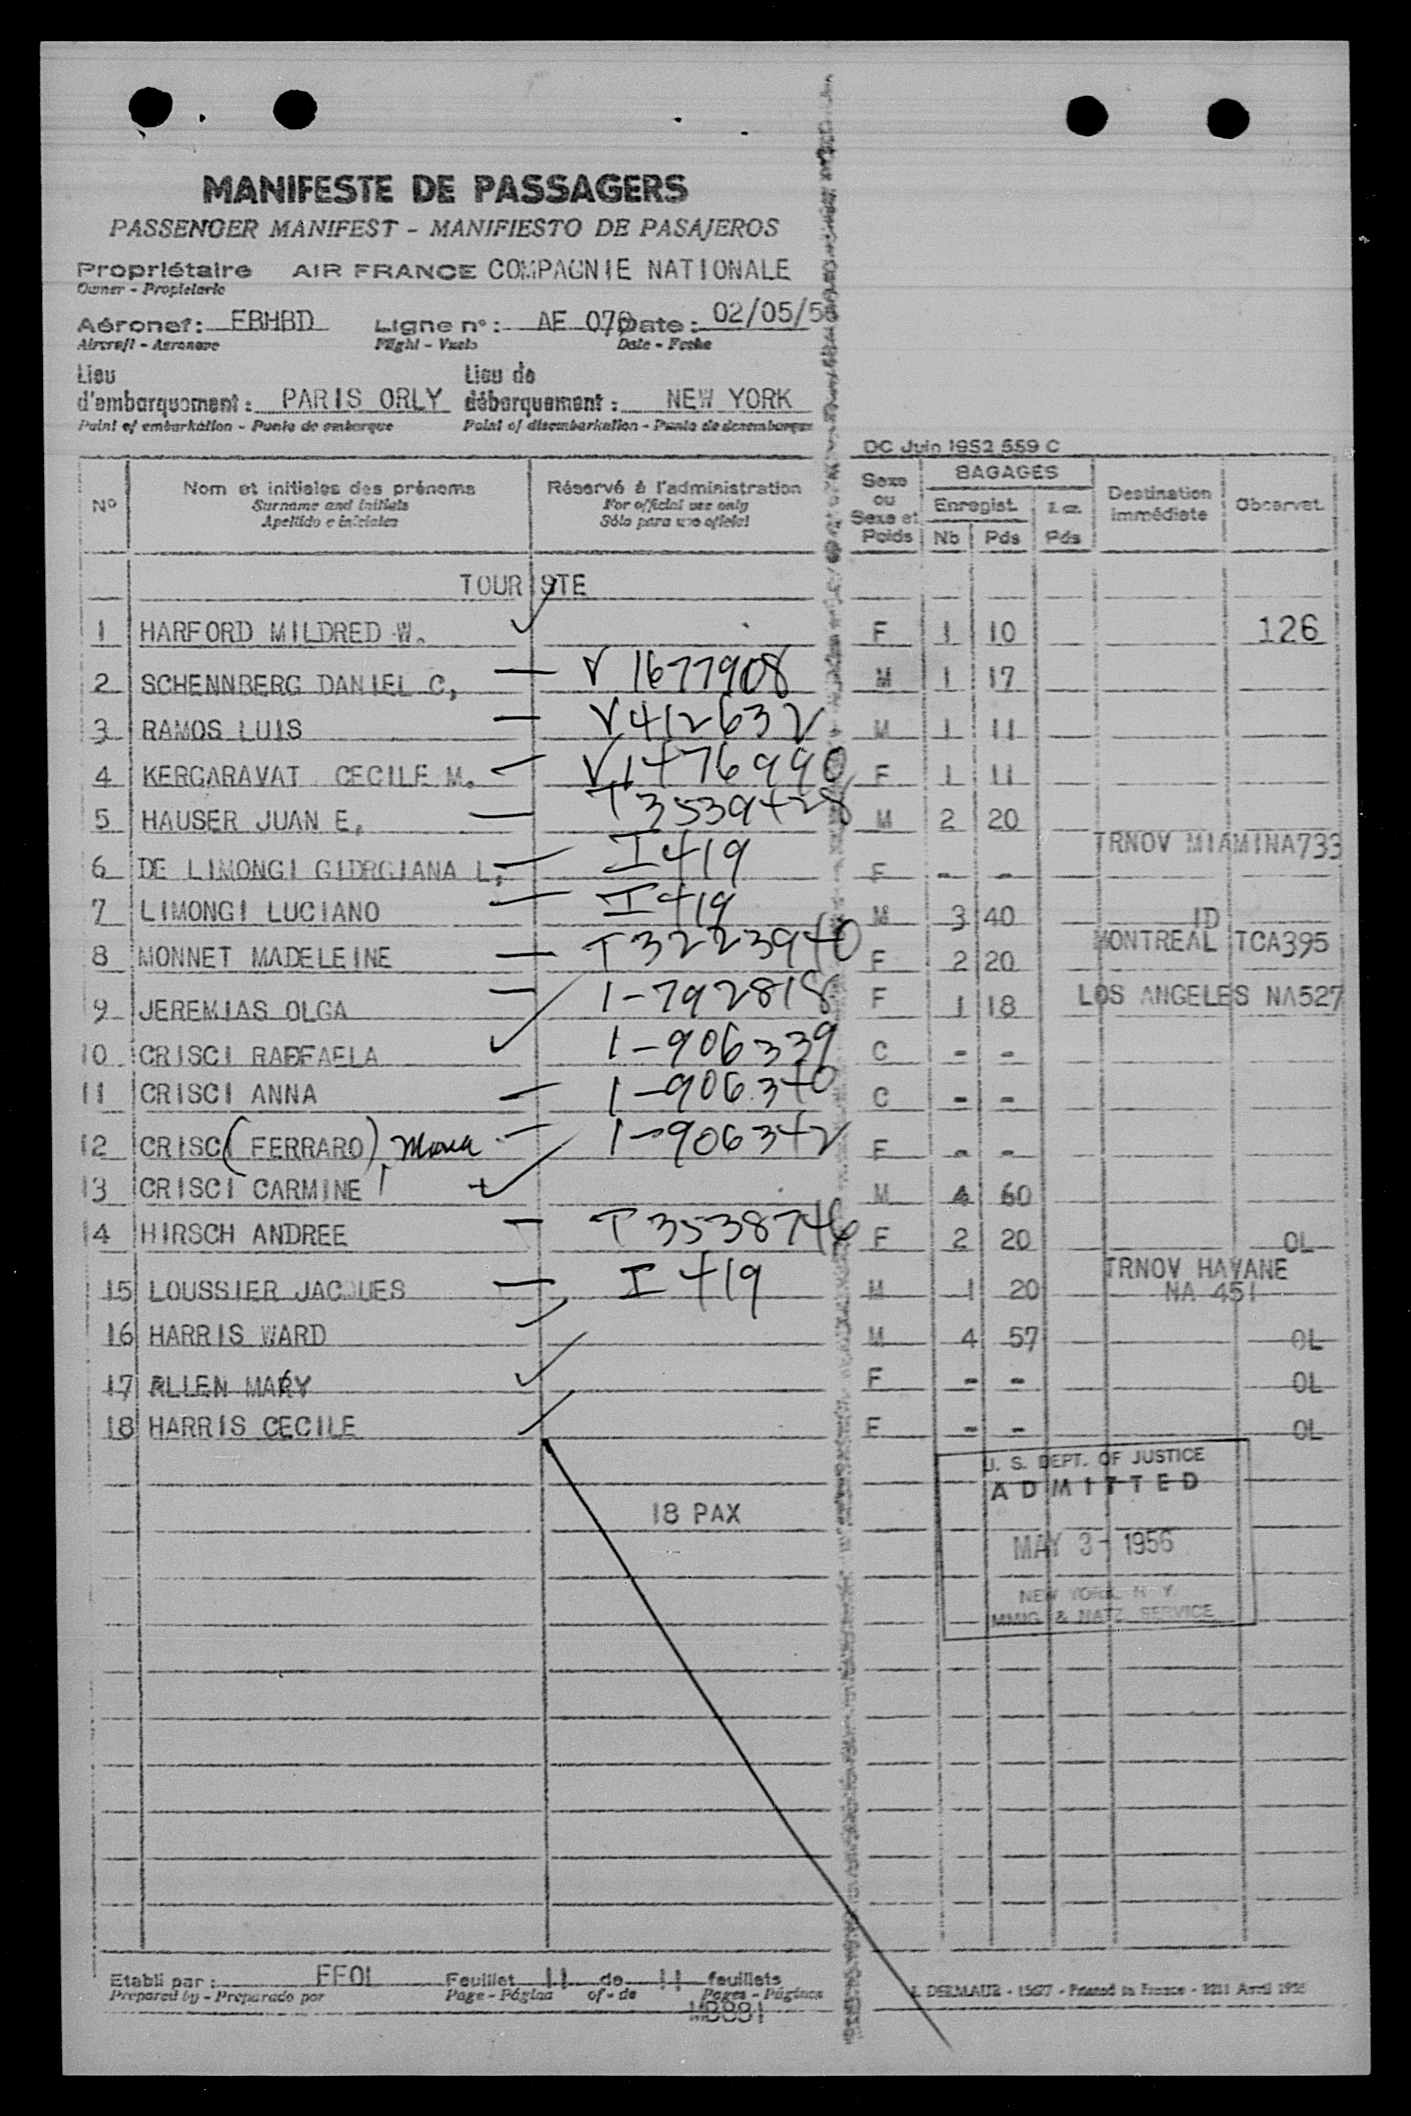 MANIFESTE DE PASSAGERS
PASSENGER MANIFEST - MANIFIESTO DE PASAJEROS
Propriétaire AIR FRANCE COMPAGNIE NATIONALE
Owner - Propietario
Aéronef: FBHBD Ligne n°: AF 070 Date: 02/05/56
Aircraft - Aeronave Flight - Vuelo Date - Fecha
Lieu d'embarquement: PARIS ORLY Lieu de débarquement: NEW YORK
Point of embarkation - Punto de embarque Point of disembarkation - Punto de desembarque
DC Juin 1952 559 C
N° Nom et initiales des prénoms Réservé à l'administration Sexe ou Sexe et Poids BAGAGES Destination immédiate Observat.
Surname and initials For official use only Enregist.
Apellido e iniciales Sólo para uso oficial Nb Pds Pds
TOURISTE
1 HARFORD MILDRED W. F 1 10 126
2 SCHENNBERG DANIEL C, — V 1677908 M 1 17
3 RAMOS LUIS — V412632 M 1 11
4 KERGARAVAT CECILE M. — V1476990 F 1 11
5 HAUSER JUAN E, — T3539428 M 2 20
TRNOV MIAMI NA733
6 DE LIMONGI GIORGIANA L, — I 419 F - -
7 LIMONGI LUCIANO — I 419 M 3 40 ID
8 MONNET MADELEINE — T3223940 F 2 20 MONTREAL TCA395
9 JEREMIAS OLGA — 1-792818 F 1 18 LOS ANGELES NA527
10 CRISCI RAFFAELA 1-906339 C - -
11 CRISCI ANNA — 1-906340 C - -
12 CRISC(FERRARO), — 1-906342 F - -
13 CRISCI CARMINE M 4 60
14 HIRSCH ANDREE — T3538746 F 2 20 OL
15 LOUSSIER JACQUES — I 419 M 1 20 TRNOV HAVANE
NA 451
16 HARRIS WARD M 4 57 OL
17 ALLEN MARY F - - OL
18 HARRIS CECILE F - - OL
U. S. DEPT. OF JUSTICE
ADMITTED
18 PAX
MAY 3 - 1956
NEW YORK N Y
IMMIG & NATZ SERVICE
Etabli par: Feuillet 11 de 11 feuillets
Prepared by - Preparado por Page - Página of - de Pages - Páginas